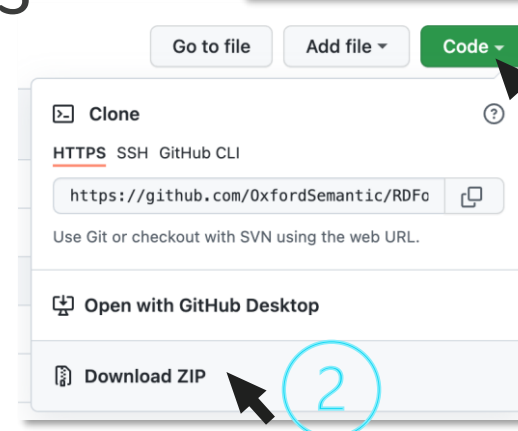 Go to file
Add file
Code
Clone
HTTPS SSH GitHub CLI
https://github.com/OxfordSemantic/RDFo
Use Git or checkout with SVN using the web URL.
Open with GitHub Desktop
Download ZIP
2